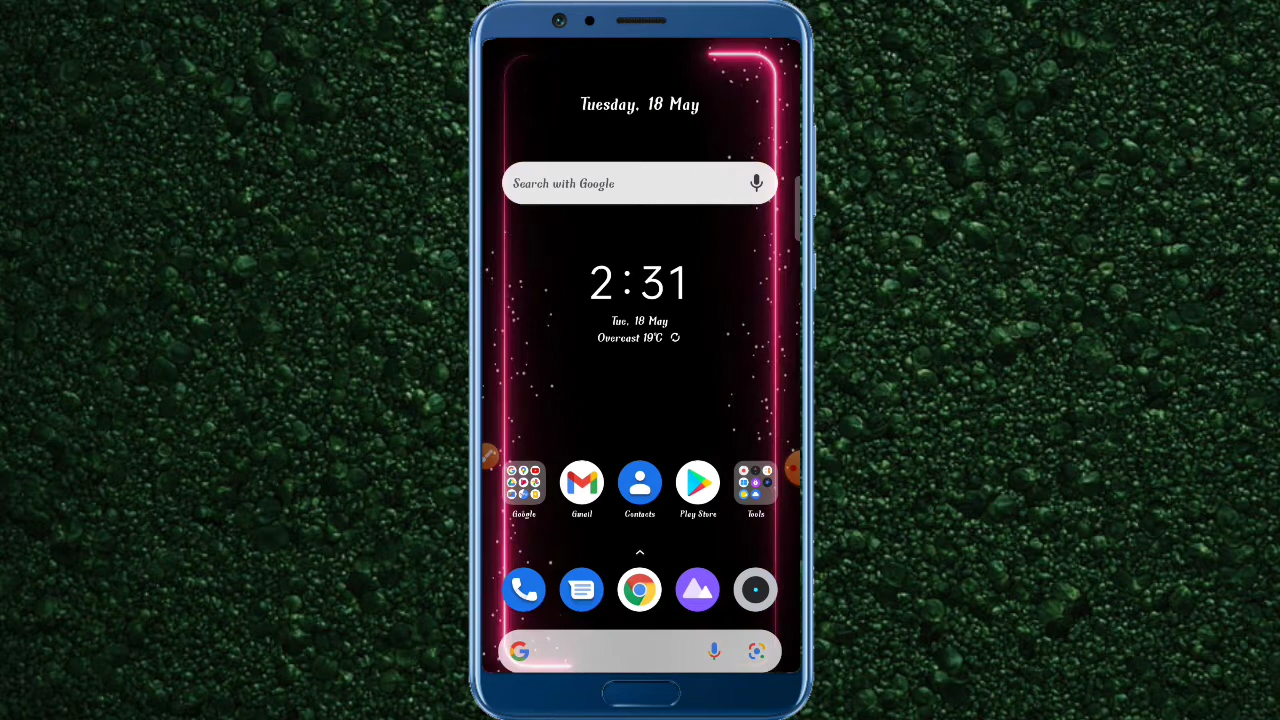 Tuesday, 18 May
Search with Google
2:31
Tue, 18 May
Overcast 19°C
Google
Gmail
Contacts
Play Store
Tools